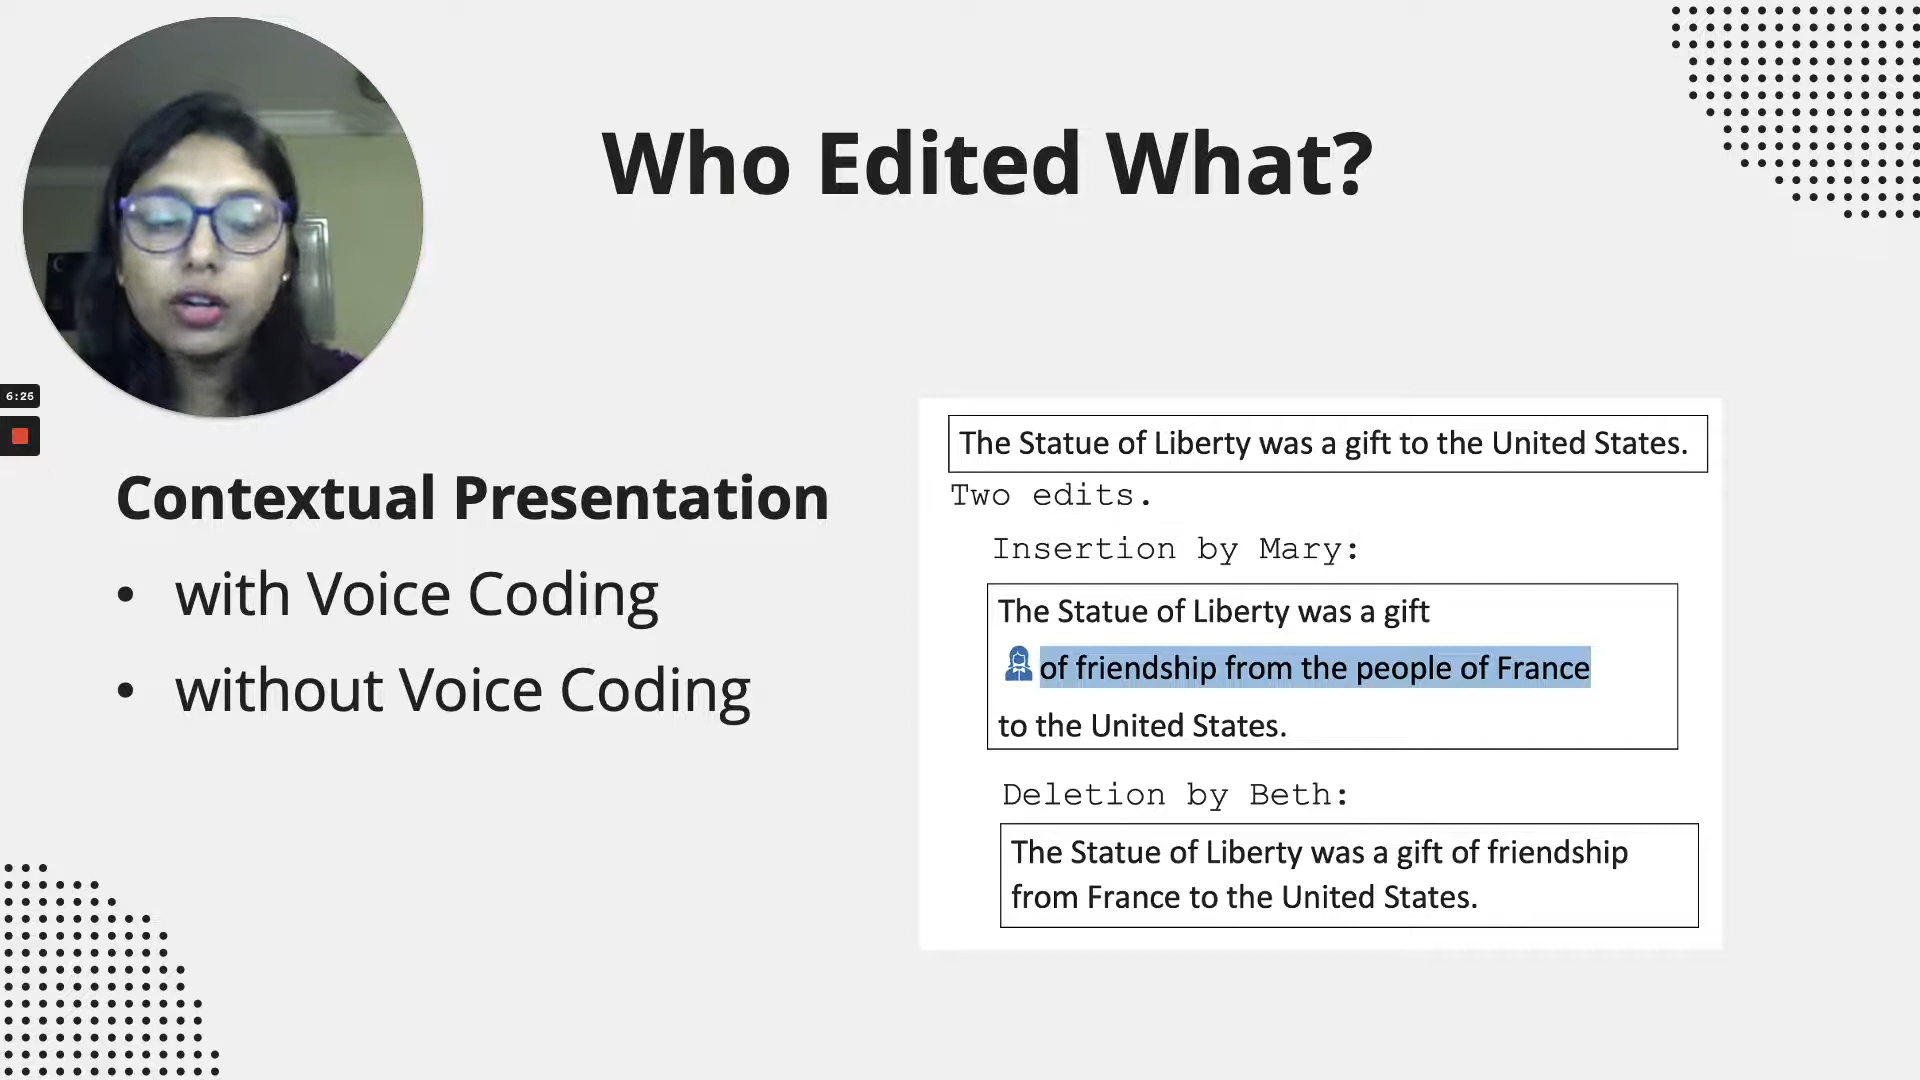 Who Edited What?
6:26
Contextual Presentation
• with Voice Coding
• without Voice Coding
The Statue of Liberty was a gift to the United States.
Two edits.
Insertion by Mary:
The Statue of Liberty was a gift
of friendship from the people of France
to the United States.
Deletion by Beth:
The Statue of Liberty was a gift of friendship
from France to the United States.